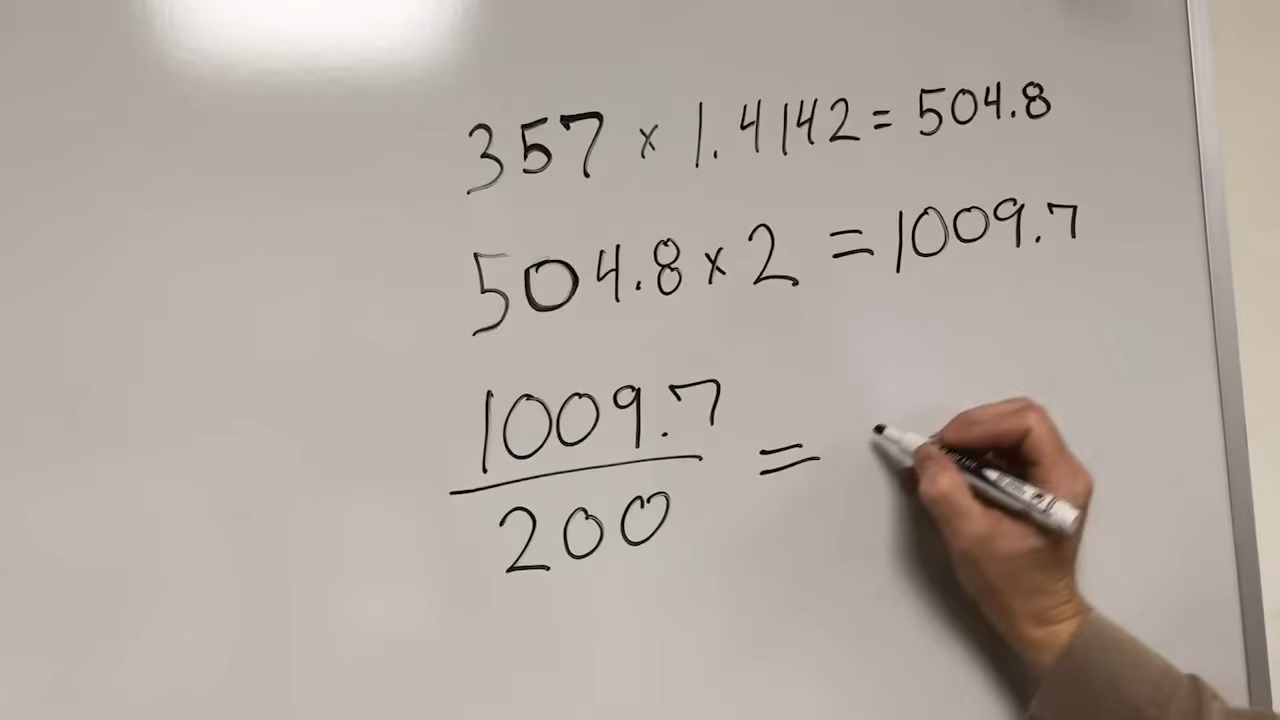 357 x 1.4142 = 504.8
504.8 x 2 = 1009.7
1009.7
200
=